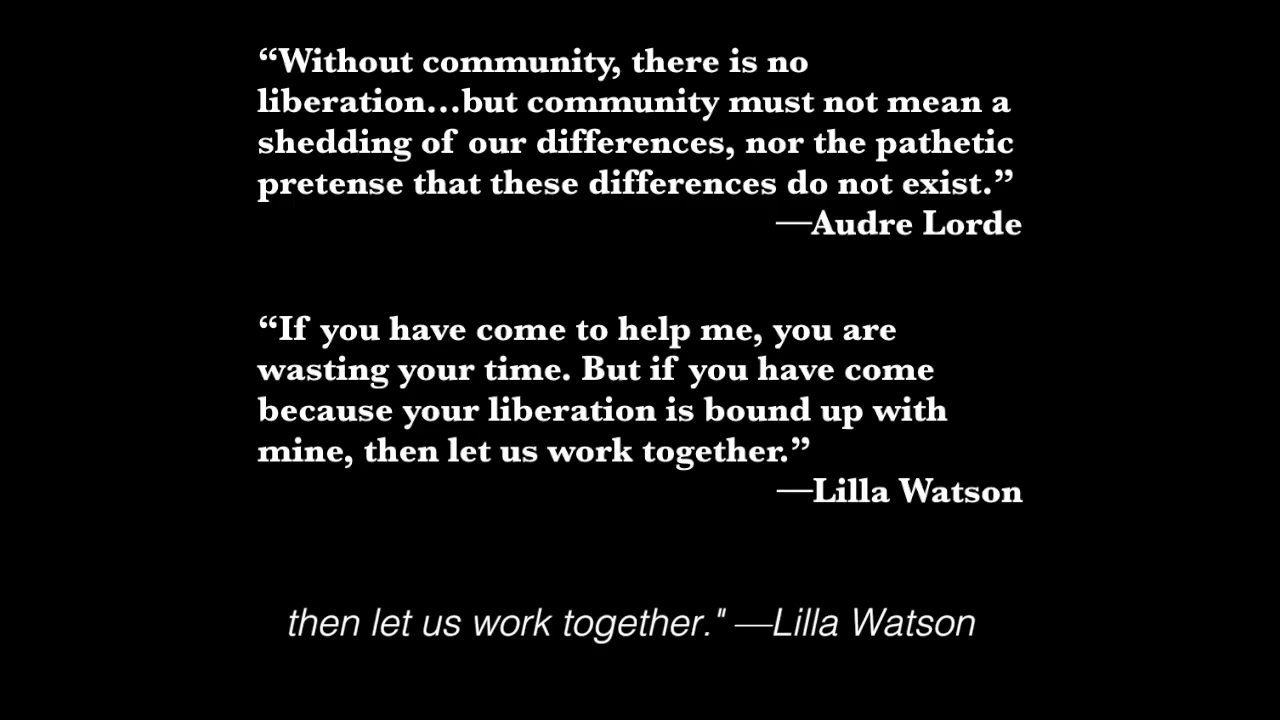 “Without community, there is no
liberation...but community must not mean a
shedding of our differences, nor the pathetic
pretense that these differences do not exist.”
—Audre Lorde
“If you have come to help me, you are
wasting your time. But if you have come
because your liberation is bound up with
mine, then let us work together.”
—Lilla Watson
then let us work together." —Lilla Watson